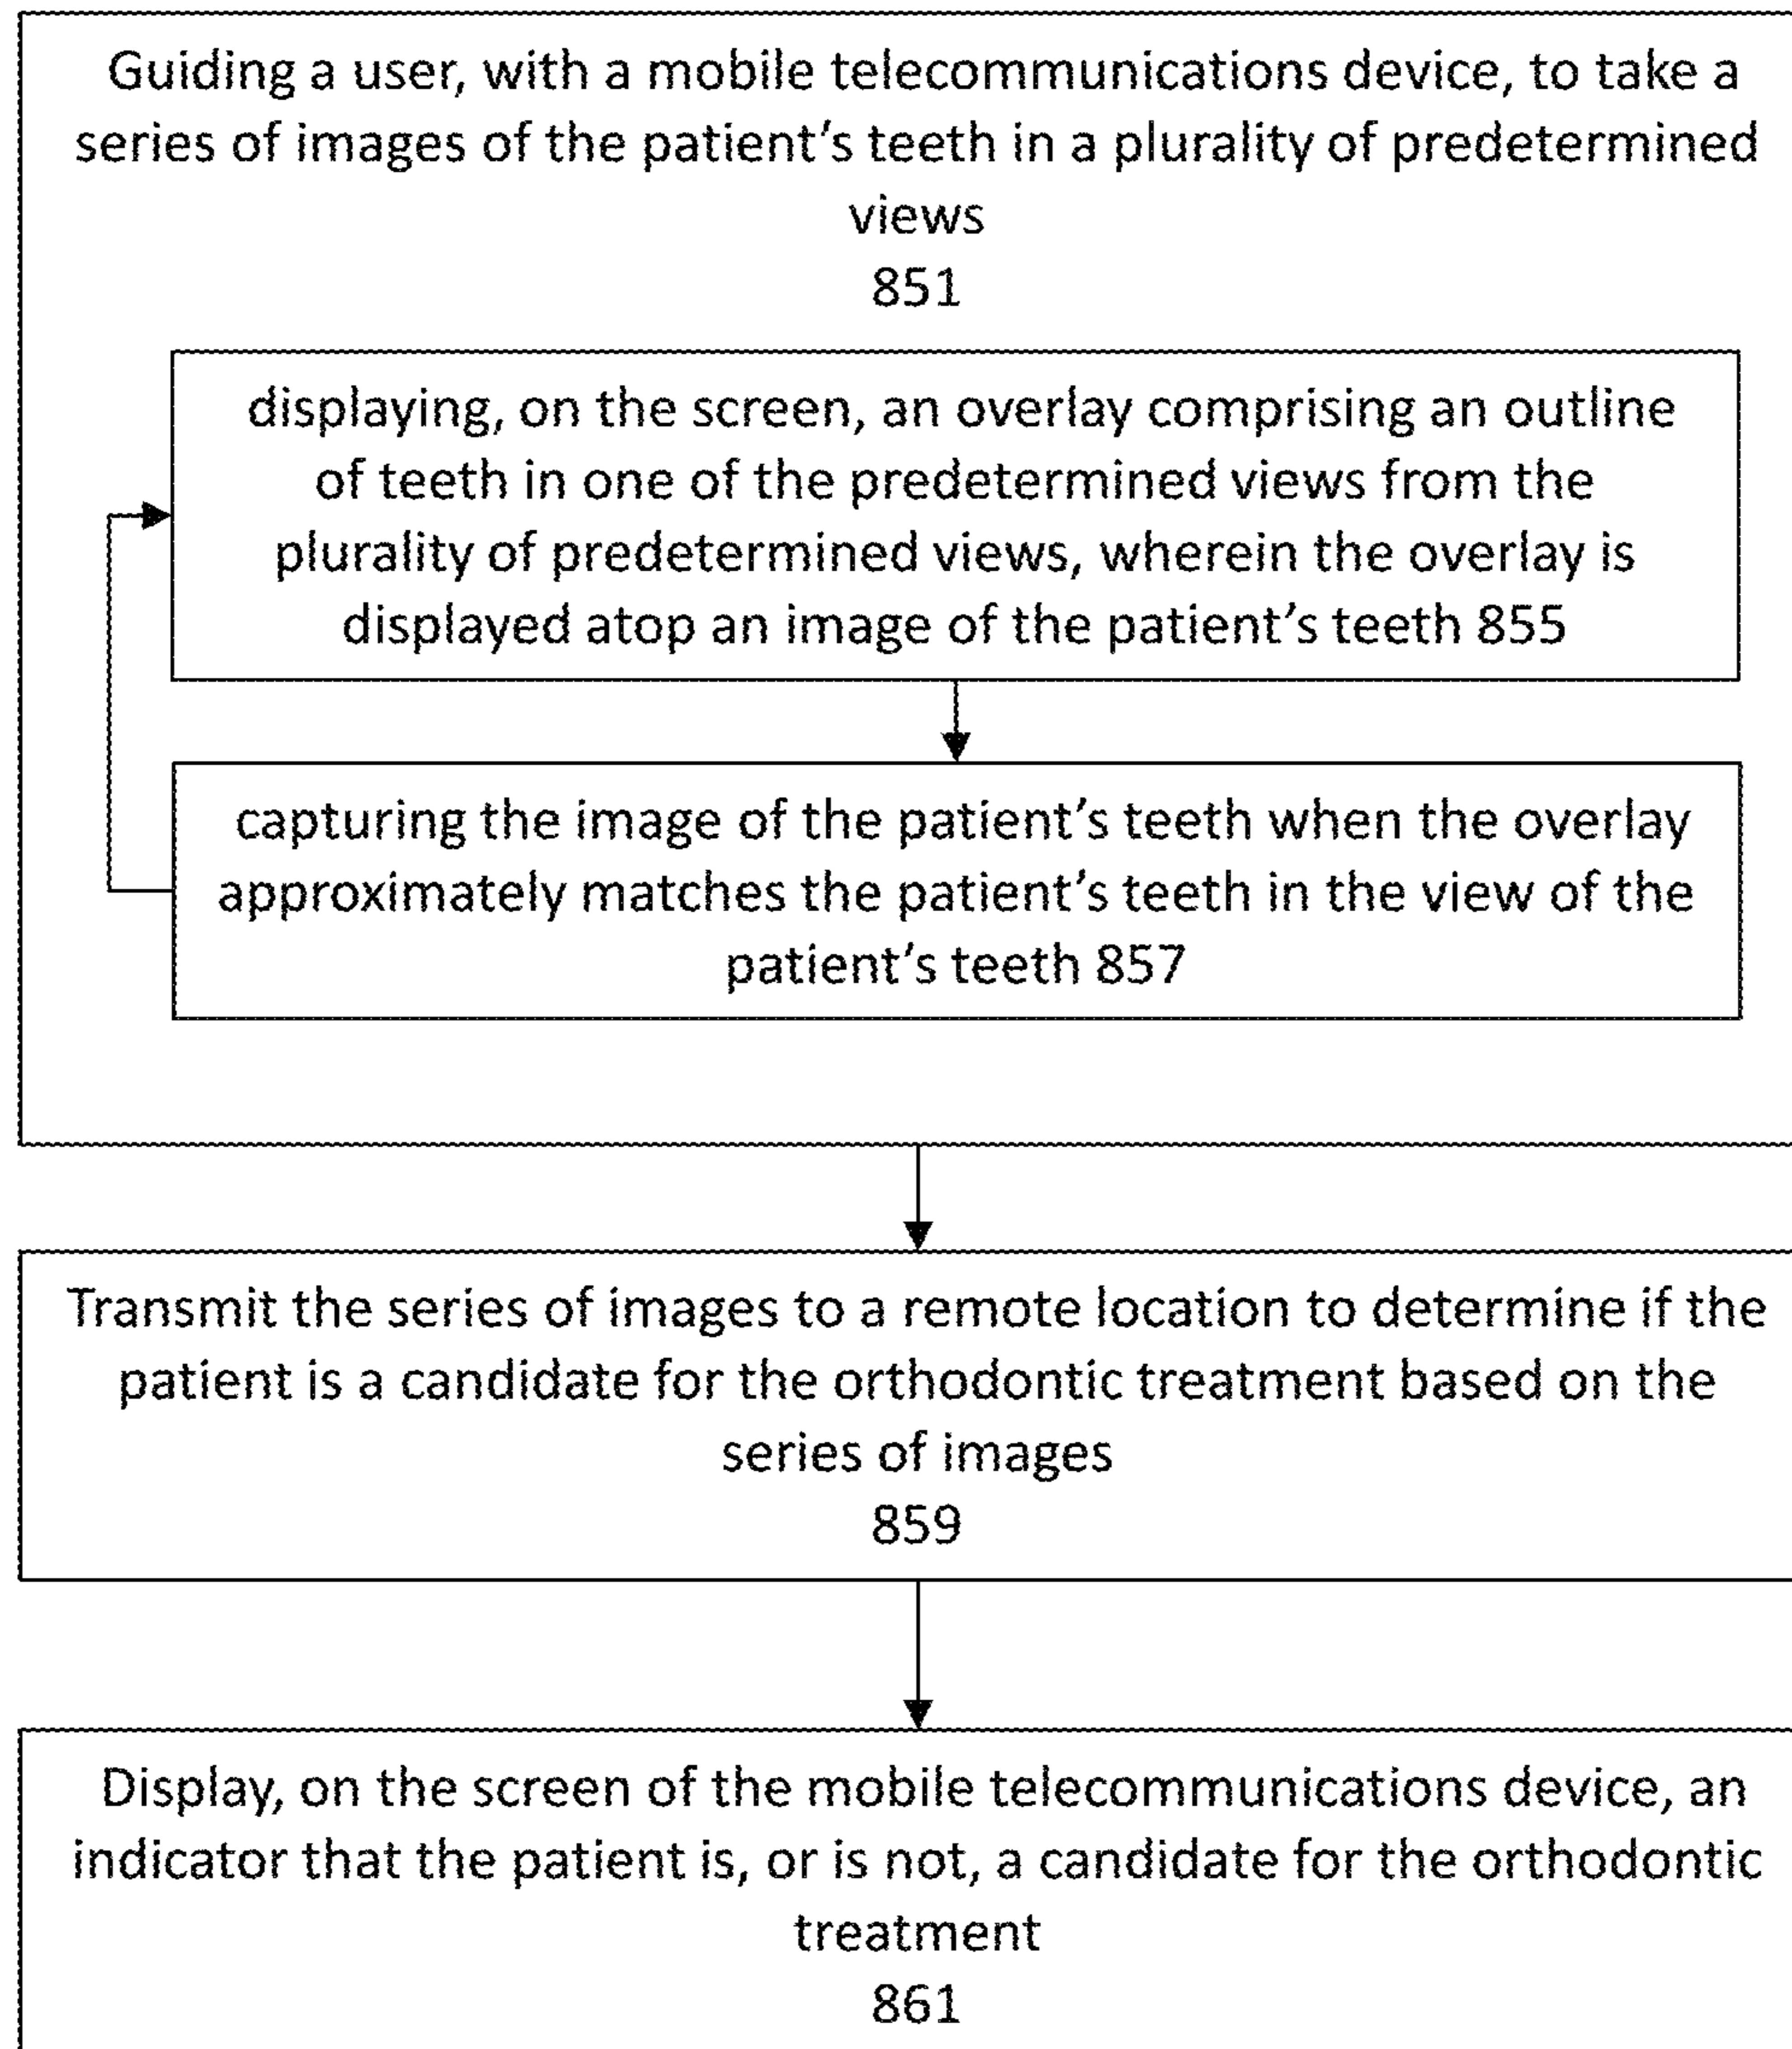 Guiding a user, with a mobile telecommunications device, to take a
series of images of the patient's teeth in a plurality of predetermined
views
851
displaying, on the screen, an overlay comprising an outline
of teeth in one of the predetermined views from the
plurality of predetermined views, wherein the overlay is
displayed atop an image of the patient's teeth 855
capturing the image of the patient's teeth when the overlay
approximately matches the patient's teeth in the view of the
patient's teeth 857
Transmit the series of images to a remote location to determine if the
patient is a candidate for the orthodontic treatment based on the
series of images
859
Display, on the screen of the mobile telecommunications device, an
indicator that the patient is, or is not, a candidate for the orthodontic
treatment
861